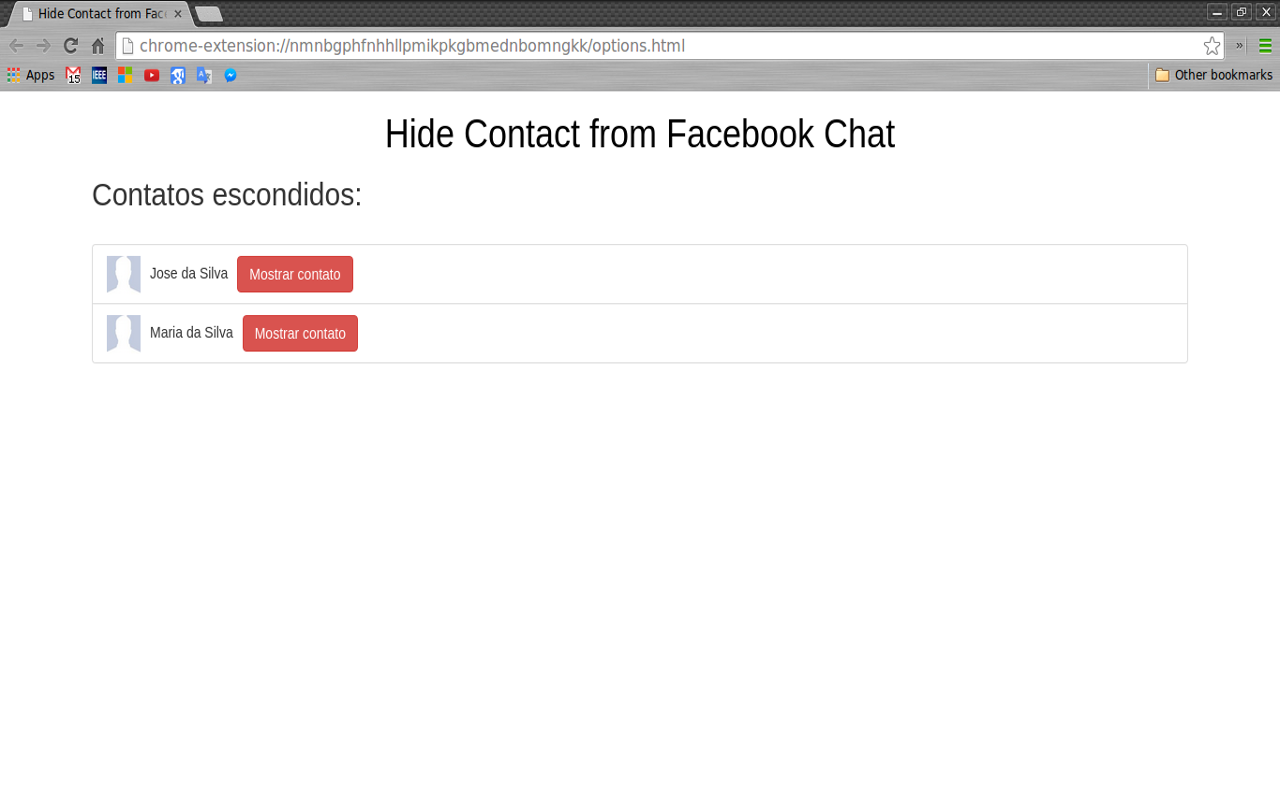 Hide Contact from Fac
chrome-extension://nmnbgphfnhhllpmikpkgbmednbomngkk/options.html
»
Apps
15
IEEE
Other bookmarks
Hide Contact from Facebook Chat
Contatos escondidos:
Jose da Silva Mostrar contato
Maria da Silva Mostrar contato